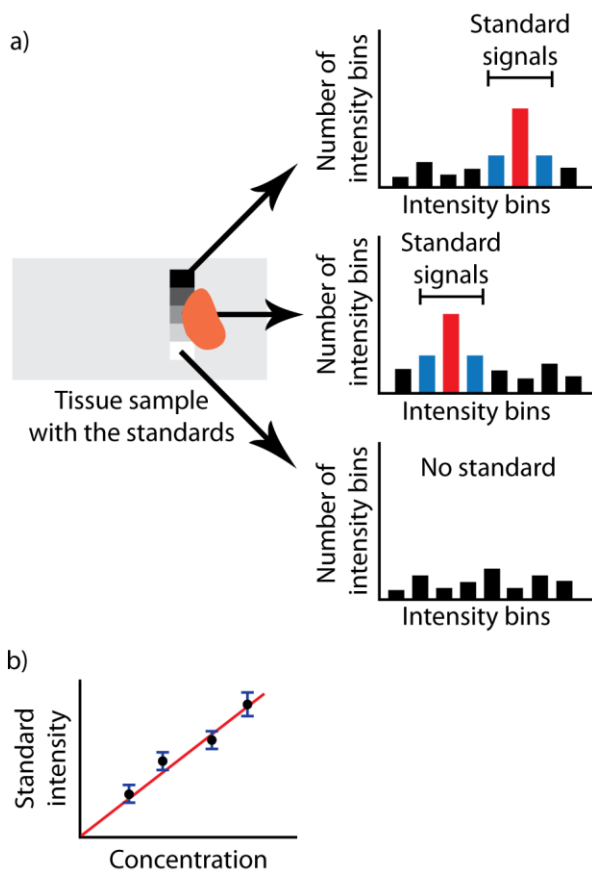 a)
Number of
intensity bins
Standard
signals
Intensity bins
Number of
intensity bins
Standard
signals
Intensity bins
Tissue sample
with the standards
Number of
intensity bins
No standard
Intensity bins
b)
Standard
intensity
Concentration